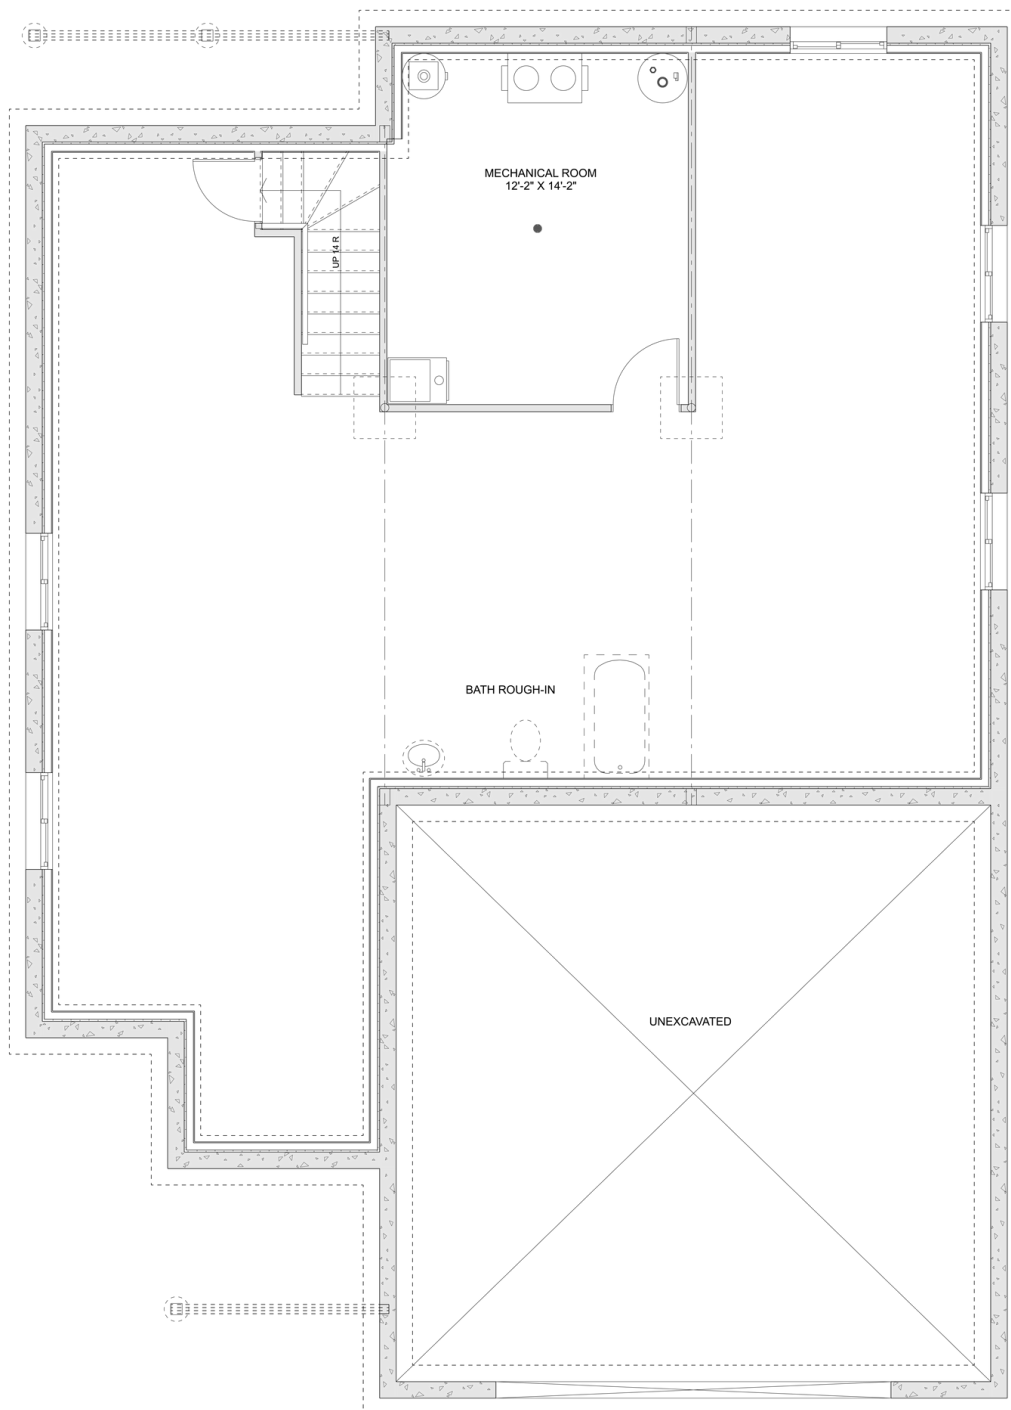 MECHANICAL ROOM
12'-2" X 14'-2"
UP 14 R
BATH ROUGH-IN
UNEXCAVATED